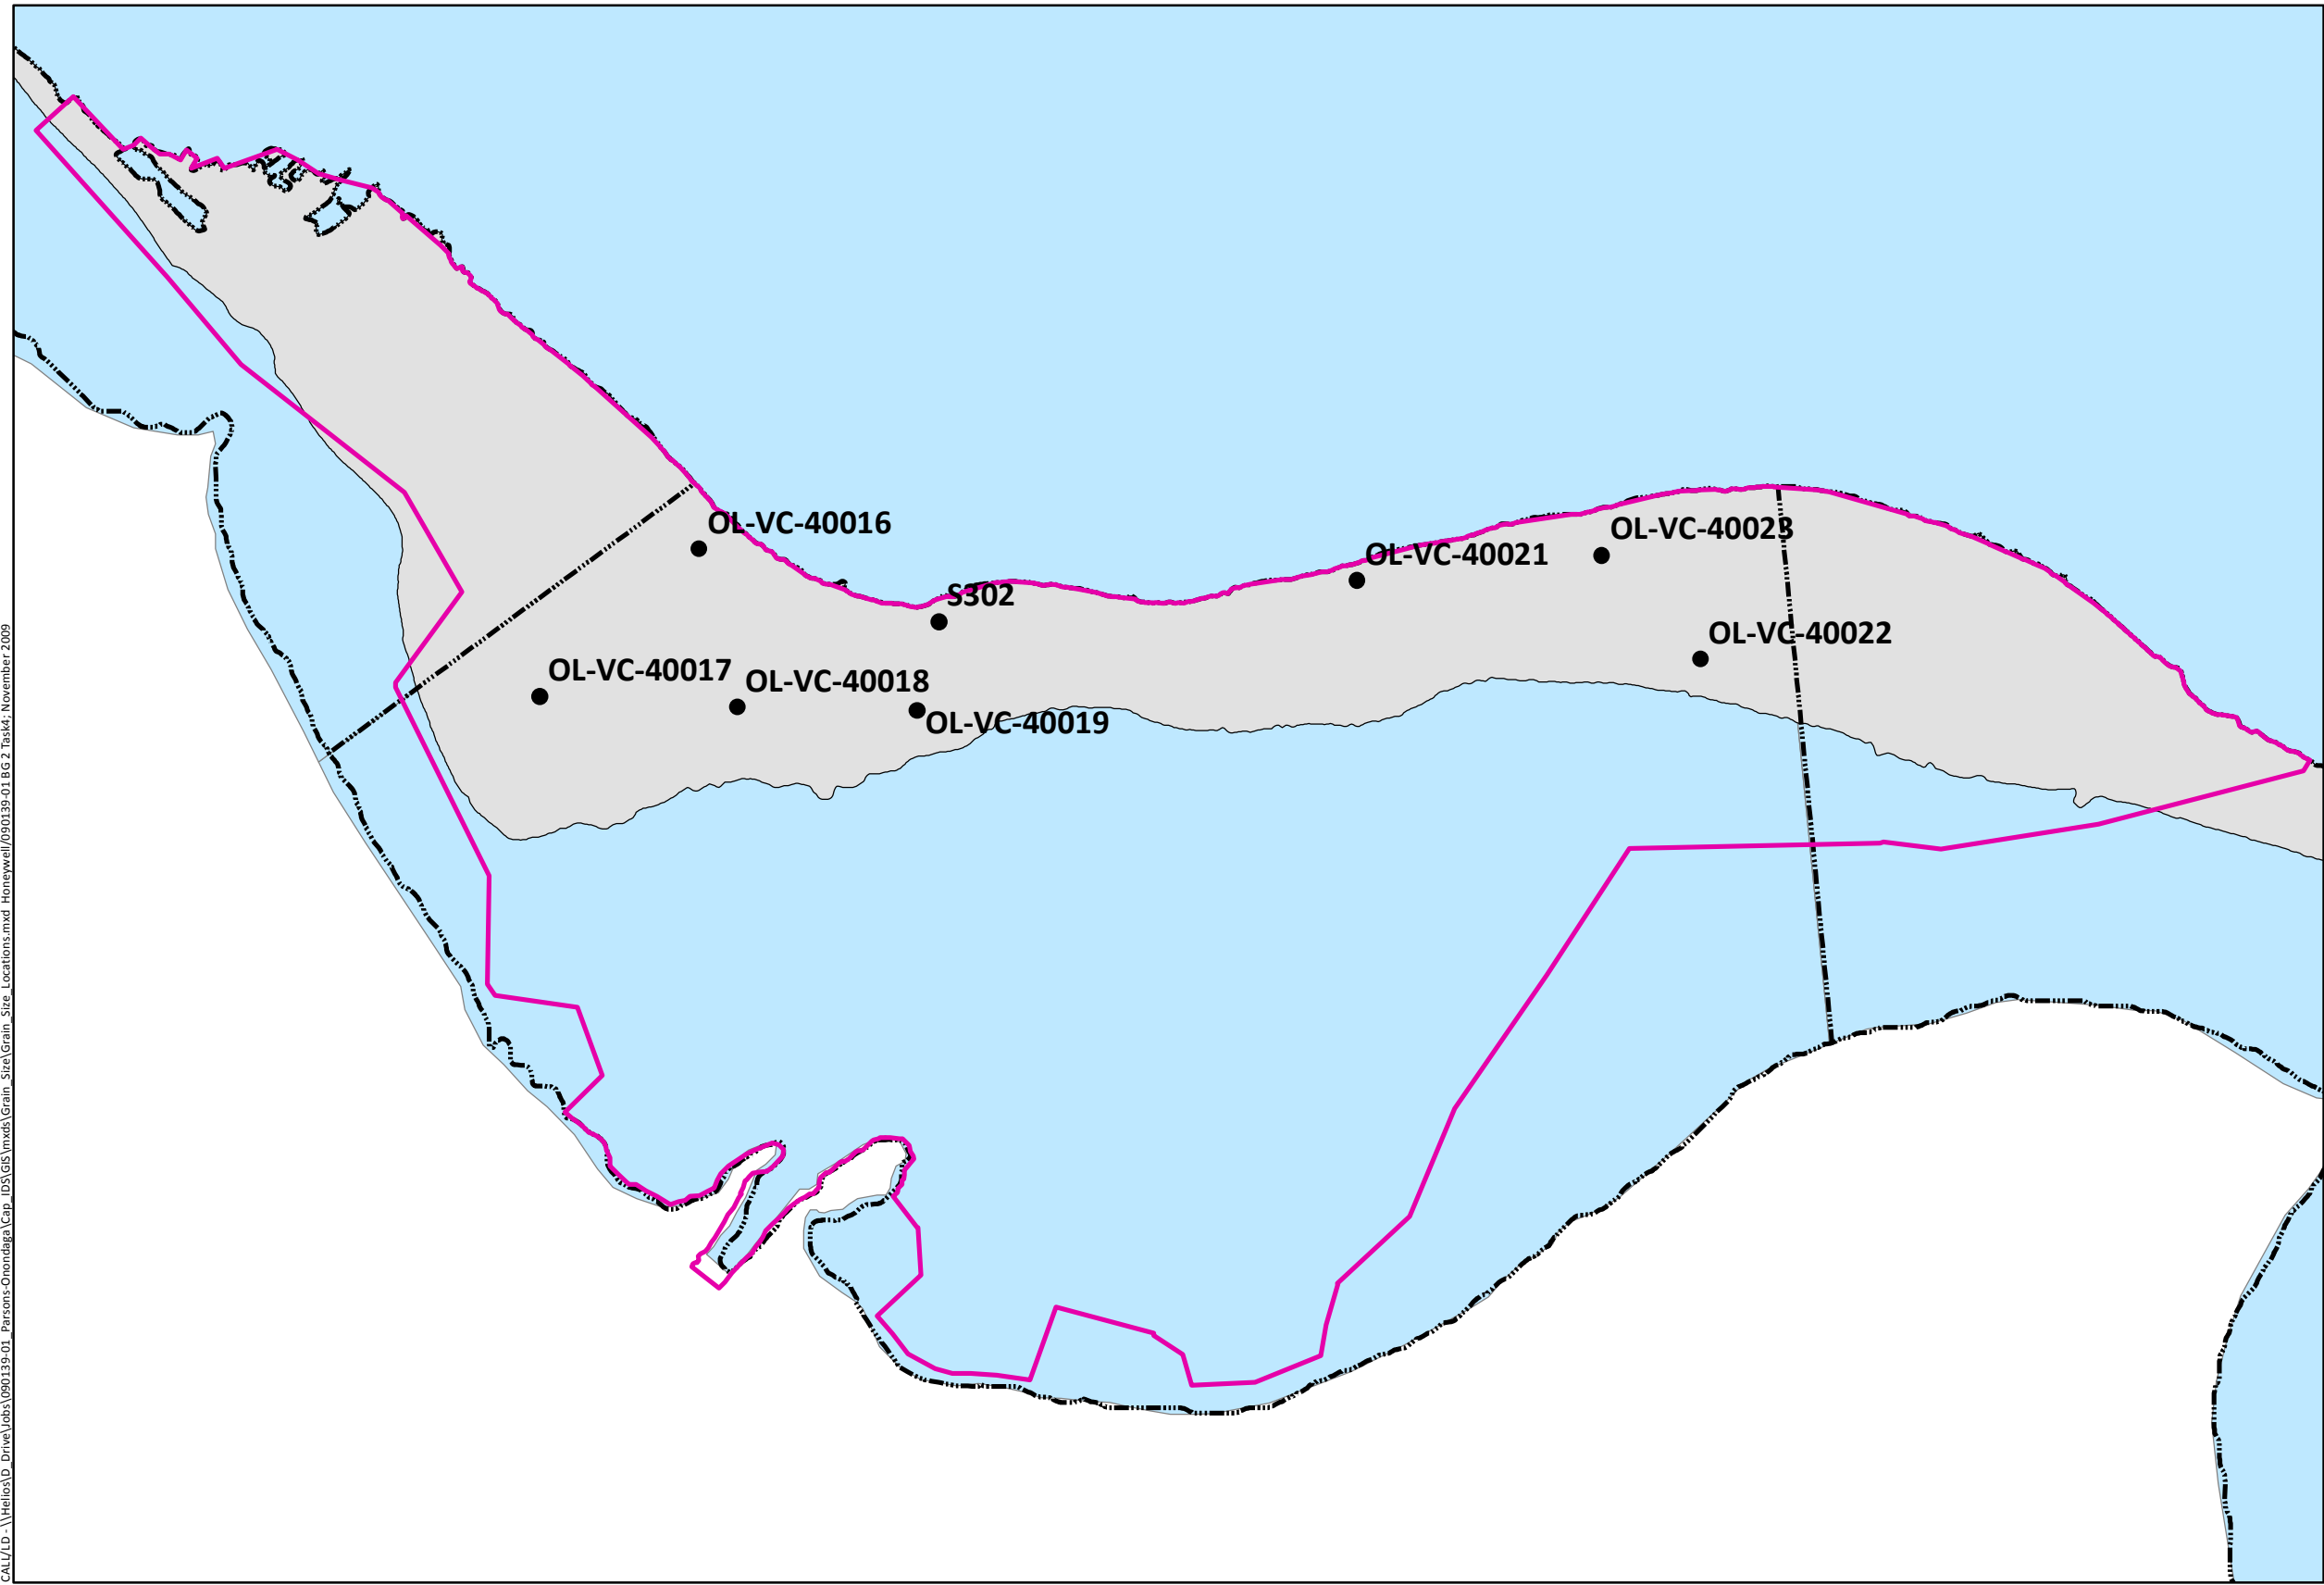 OL-VC-40016
OL-VC-40023
OL-VC-40021
S302
OL-VC-40022
OL-VC-40017
OL-VC-40018
OL-VC-40019
CALL/LD - \\Helios\D_Drive\Jobs\090139-01_Parsons-Onondaga\Cap_IDS\GIS\mxds\Grain_Size\Grain_Size_Locations.mxd Honeywell/090139-01 BG 2 Task4; November 2009